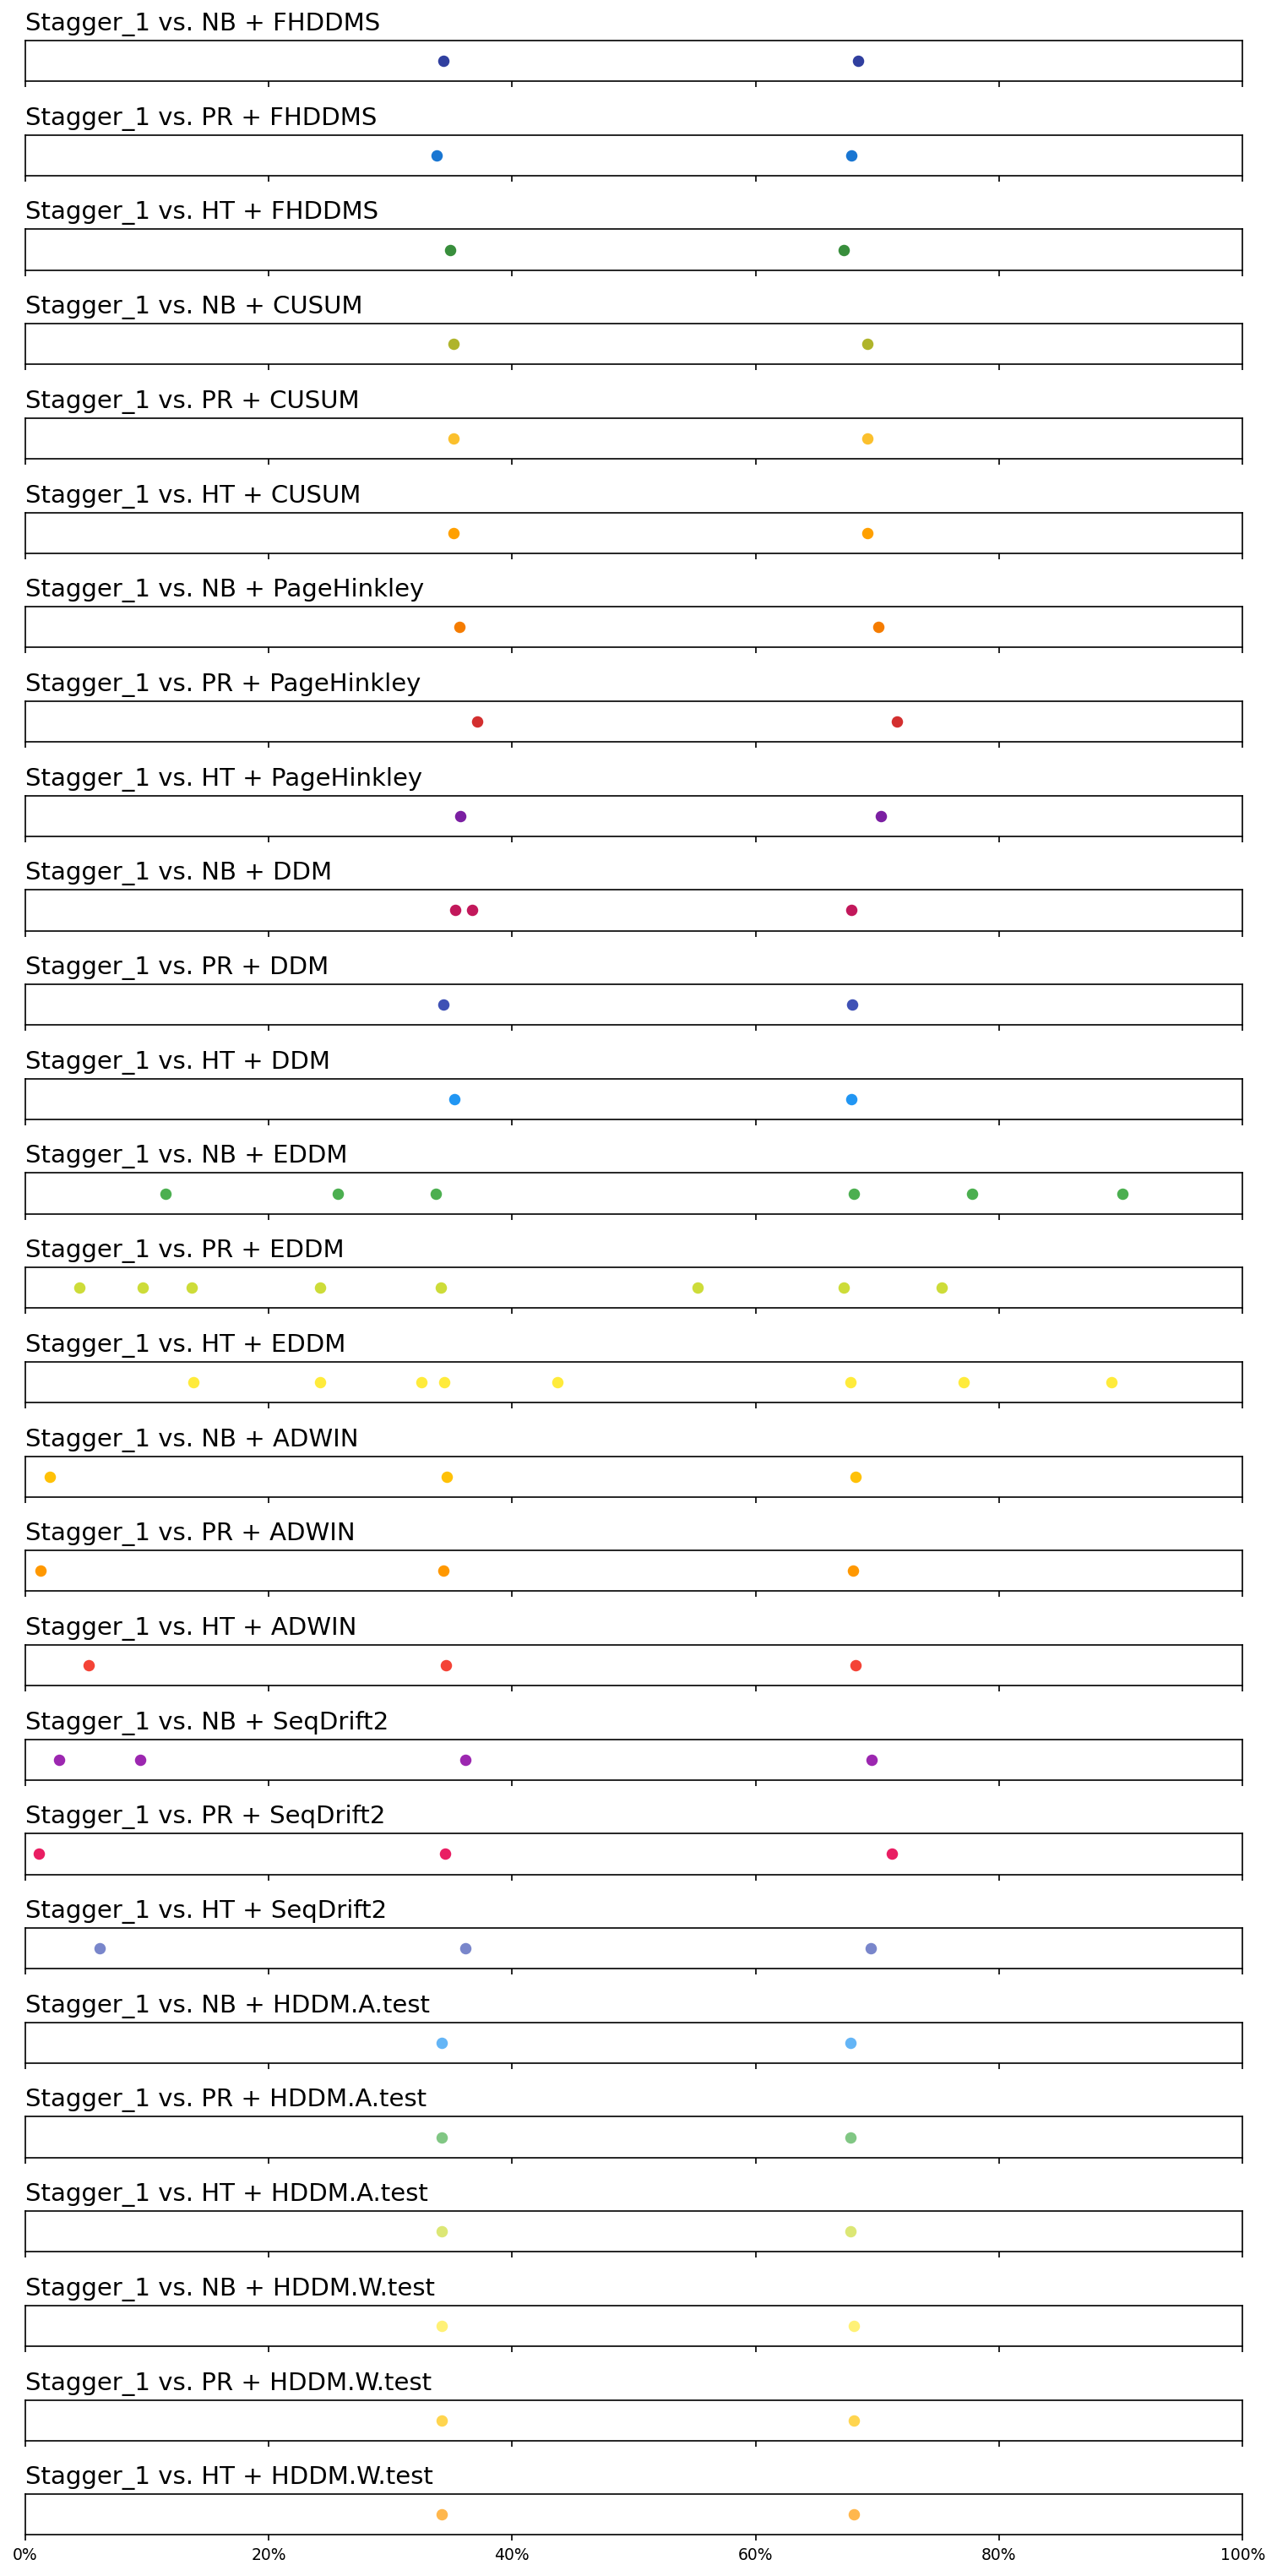 Stagger_1 vs. NB + FHDDMS
Stagger_1 vs. PR + FHDDMS
Stagger_1 vs. HT + FHDDMS
Stagger_1 vs. NB + CUSUM
Stagger_1 vs. PR + CUSUM
Stagger_1 vs. HT + CUSUM
Stagger_1 vs. NB + PageHinkley
Stagger_1 vs. PR + PageHinkley
Stagger_1 vs. HT + PageHinkley
Stagger_1 vs. NB + DDM
Stagger_1 vs. PR + DDM
Stagger_1 vs. HT + DDM
Stagger_1 vs. NB + EDDM
Stagger_1 vs. PR + EDDM
Stagger_1 vs. HT + EDDM
Stagger_1 vs. NB + ADWIN
Stagger_1 vs. PR + ADWIN
Stagger_1 vs. HT + ADWIN
Stagger_1 vs. NB + SeqDrift2
Stagger_1 vs. PR + SeqDrift2
Stagger_1 vs. HT + SeqDrift2
Stagger_1 vs. NB + HDDM.A.test
Stagger_1 vs. PR + HDDM.A.test
Stagger_1 vs. HT + HDDM.A.test
Stagger_1 vs. NB + HDDM.W.test
Stagger_1 vs. PR + HDDM.W.test
Stagger_1 vs. HT + HDDM.W.test
0% 20% 40% 60% 80% 100%